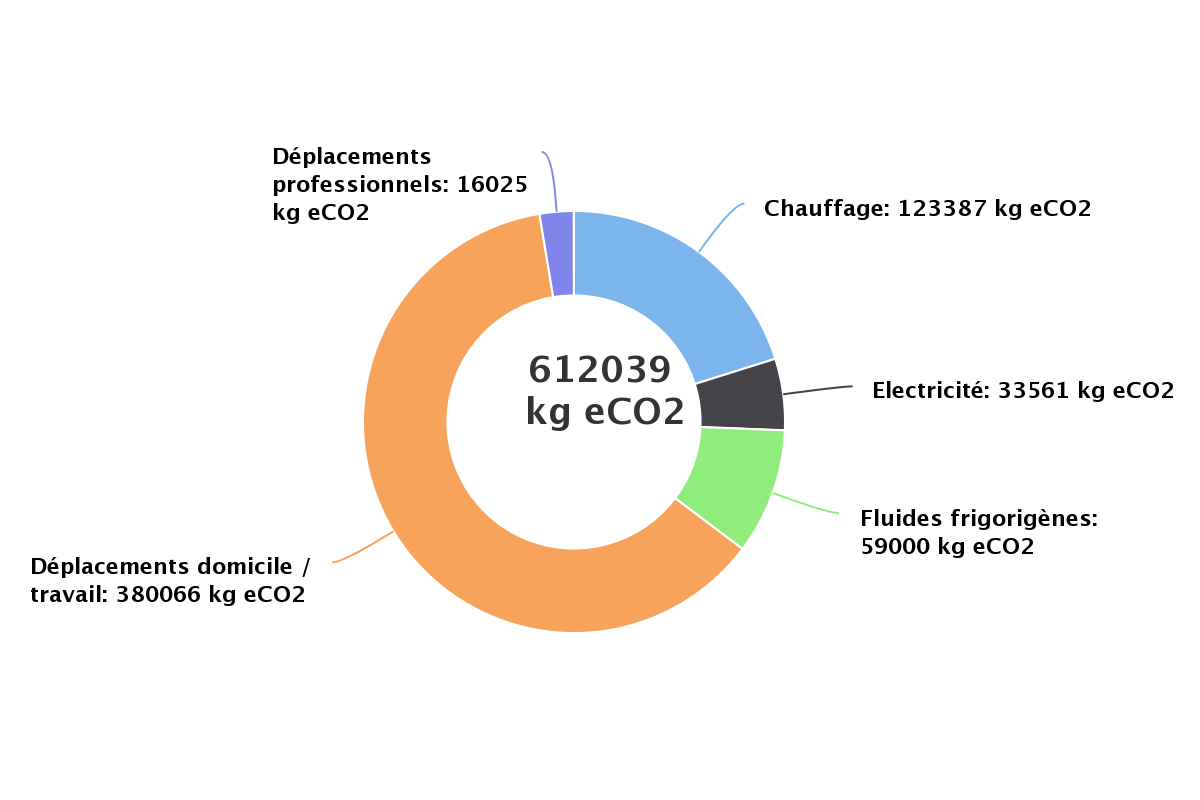 Déplacements
professionnels: 16025
kg eCO2
Chauffage: 123387 kg eCO2
612039
kg eCO2
Electricité: 33561 kg eCO2
Fluides frigorigènes:
59000 kg eCO2
Déplacements domicile /
travail: 380066 kg eCO2